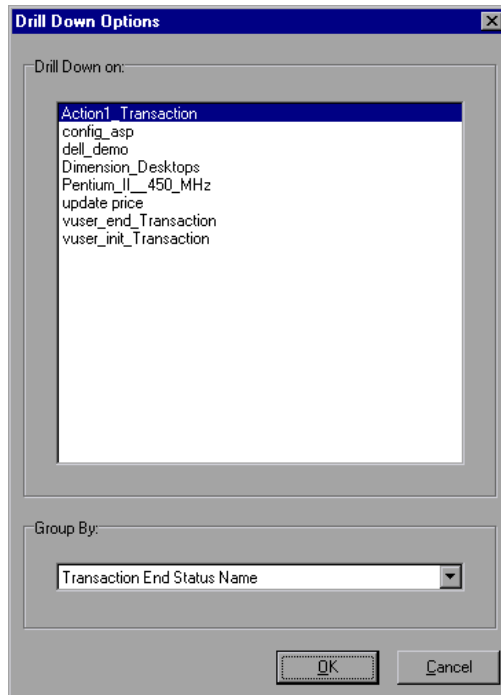 Drill Down Options
Drill Down on:
Action1_Transaction
config_asp
dell_demo
Dimension_Desktops
Pentium_II__450_MHz
update price
vuser_end_Transaction
vuser_init_Transaction
Group By:
Transaction End Status Name
OK
Cancel